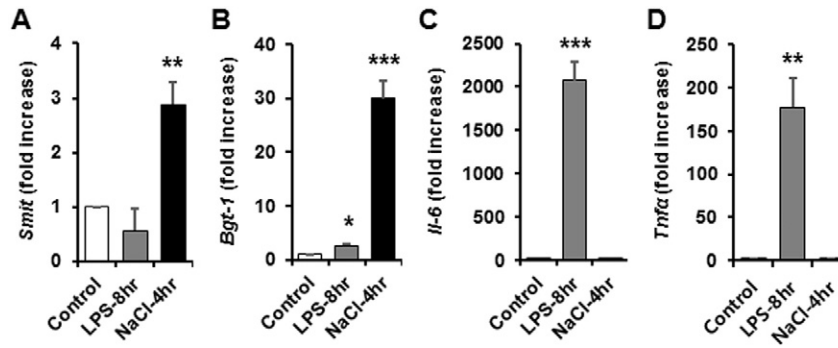 A
Smit (fold increase)
4
3
2
1
0
**
Control
LPS-8hr
NaCl-4hr
B
Bgt-1 (fold increase)
40
30
20
10
0
*
***
Control
LPS-8hr
NaCl-4hr
C
Il-6 (fold increase)
2500
2000
1500
1000
500
0
***
Control
LPS-8hr
NaCl-4hr
D
Tnfα (fold increase)
250
200
150
100
50
0
**
Control
LPS-8hr
NaCl-4hr